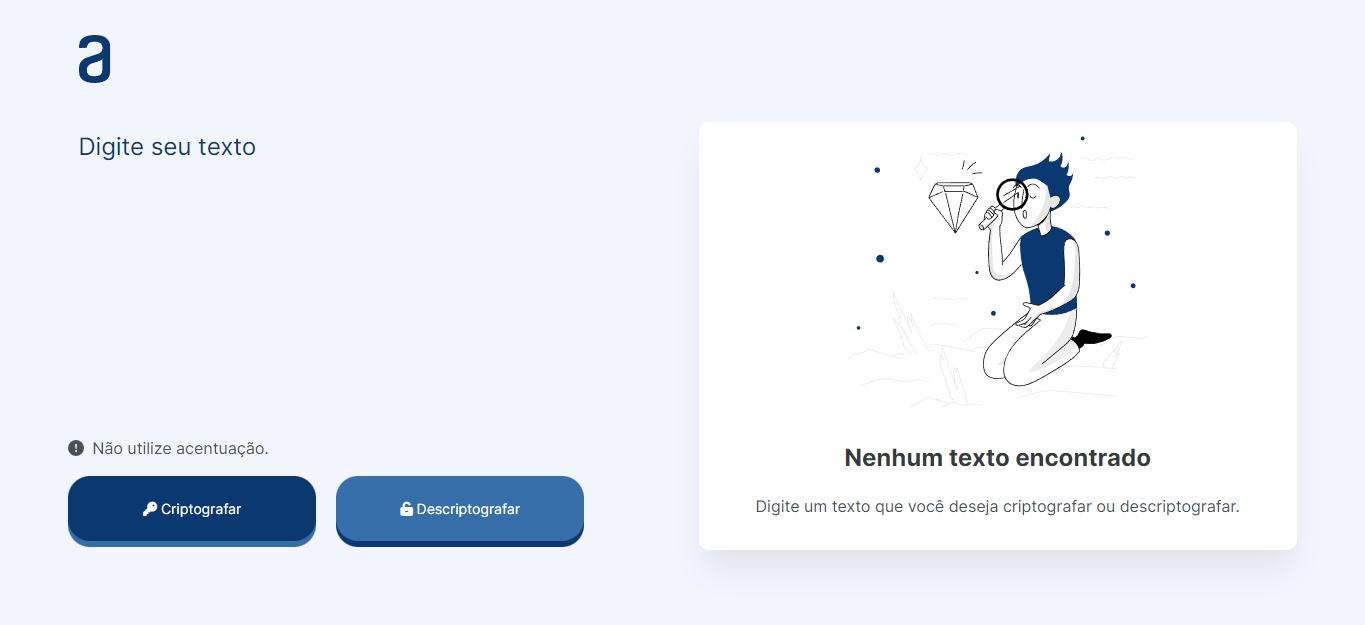 a
Digite seu texto
Não utilize acentuação.
Criptografar
Descriptografar
Nenhum texto encontrado
Digite um texto que você deseja criptografar ou descriptografar.